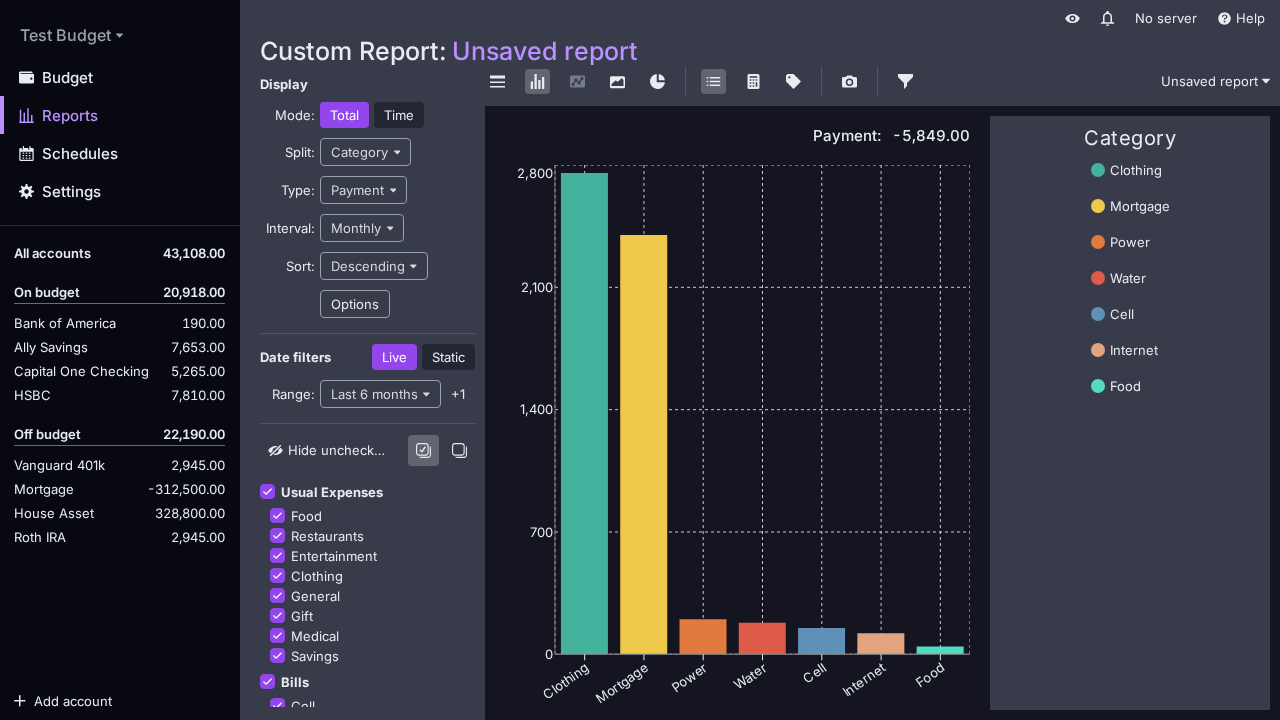 Test Budget
Budget
Reports
Schedules
Settings
All accounts 43,108.00
On budget 20,918.00
Bank of America 190.00
Ally Savings 7,653.00
Capital One Checking 5,265.00
HSBC 7,810.00
Off budget 22,190.00
Vanguard 401k 2,945.00
Mortgage -312,500.00
House Asset 328,800.00
Roth IRA 2,945.00
Add account
No server Help
Custom Report: Unsaved report
Display
Mode: Total Time
Split: Category
Type: Payment
Interval: Monthly
Sort: Descending
Options
Date filters Live Static
Range: Last 6 months +1
Hide uncheck...
Usual Expenses
Food
Restaurants
Entertainment
Clothing
General
Gift
Medical
Savings
Bills
Cell
Unsaved report
Payment: -5,849.00
2,800
2,100
1,400
700
0
Clothing
Mortgage
Power
Water
Cell
Internet
Food
Category
Clothing
Mortgage
Power
Water
Cell
Internet
Food